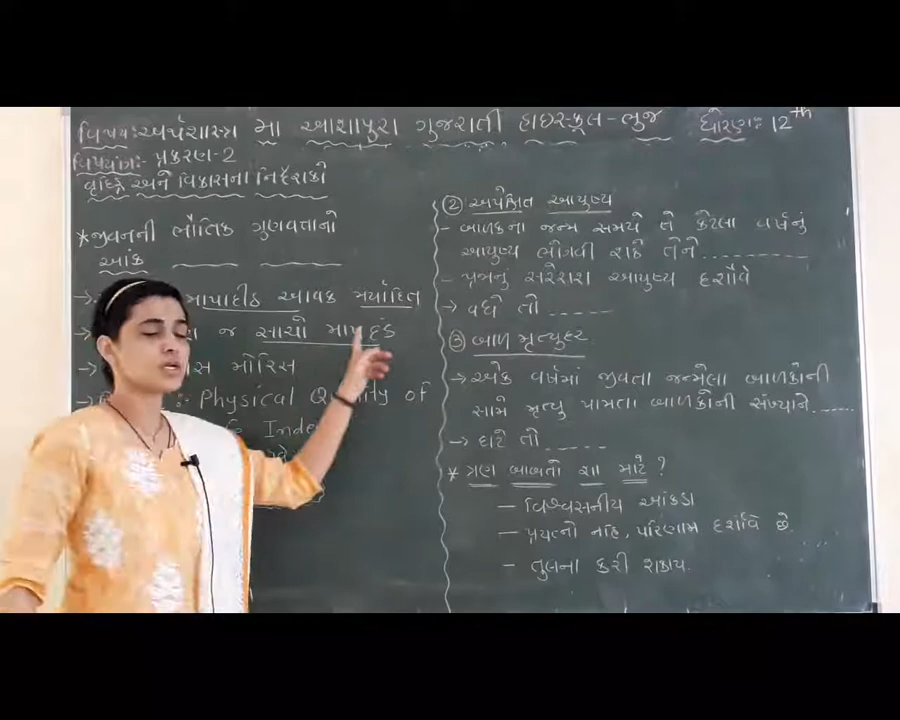 વિષય:અર્થશાસ્ત્ર માઁ આશાપુરા ગુજરાતી હાઇસ્કૂલ-ભુજ ધોરણ:- 12th
વિષયાંગ:- પ્રકરણ-2
વૃદ્ધિ અને વિકાસના નિર્દેશકો
*જીવનની ભૌતિક ગુણવત્તાનો
આંક
→ માથાદીઠ આવક મર્યાદિત
→ જ સાચો માપદંડ
→ મોરિસ
→ :- Physical Quality of
Index
② અપેક્ષિત આયુષ્ય
- બાળકના જન્મ સમયે તે કેટલા વર્ષનું
આયુષ્ય ભોગવી શકે તેને..........
- પ્રજાનું સરેરાશ આયુષ્ય દર્શાવે
→ વધે તો _ _ _ _ _
③ બાળ મૃત્યુદર
→ એક વર્ષમાં જીવતા જન્મેલા બાળકોની
સામે મૃત્યુ પામતા બાળકોની સંખ્યાને......
→ ઘટે તો _ _ _ _ _
* ત્રણ બાબતો શા માટે ?
- વિશ્વસનીય આંકડા
- પ્રયત્નો નહિ, પરિણામ દર્શાવે છે.
- તુલના કરી શકાય.